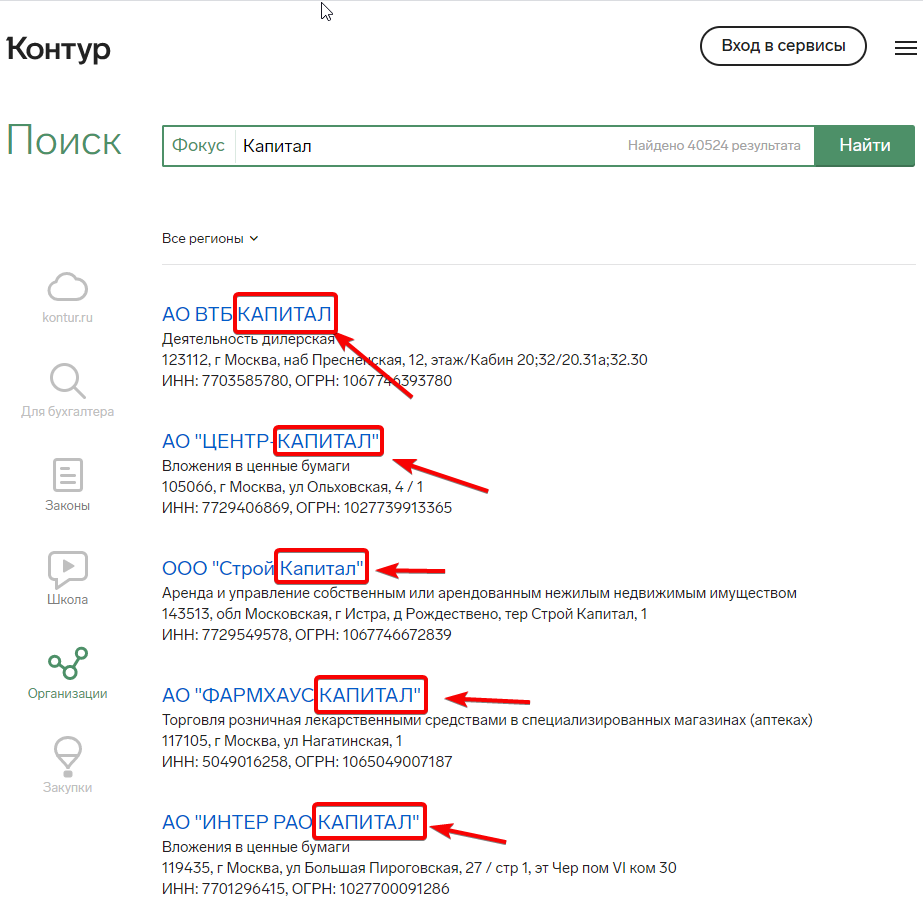 Контур
Вход в сервисы
Поиск
Фокус Капитал Найдено 40524 результата Найти
Все регионы
kontur.ru
Для бухгалтера
Законы
Школа
Организации
Закупки
АО ВТБ КАПИТАЛ
Деятельность дилерская
123112, г Москва, наб Пресненская, 12, этаж/Кабин 20;32/20.31а;32.30
ИНН: 7703585780, ОГРН: 1067746393780
АО "ЦЕНТР-КАПИТАЛ"
Вложения в ценные бумаги
105066, г Москва, ул Ольховская, 4 / 1
ИНН: 7729406869, ОГРН: 1027739913365
ООО "Строй Капитал"
Аренда и управление собственным или арендованным нежилым недвижимым имуществом
143513, обл Московская, г Истра, д Рождествено, тер Строй Капитал, 1
ИНН: 7729549578, ОГРН: 1067746672839
АО "ФАРМХАУС КАПИТАЛ"
Торговля розничная лекарственными средствами в специализированных магазинах (аптеках)
117105, г Москва, ул Нагатинская, 1
ИНН: 5049016258, ОГРН: 1065049007187
АО "ИНТЕР РАО КАПИТАЛ"
Вложения в ценные бумаги
119435, г Москва, ул Большая Пироговская, 27 / стр 1, эт Чер пом VI ком 30
ИНН: 7701296415, ОГРН: 1027700091286